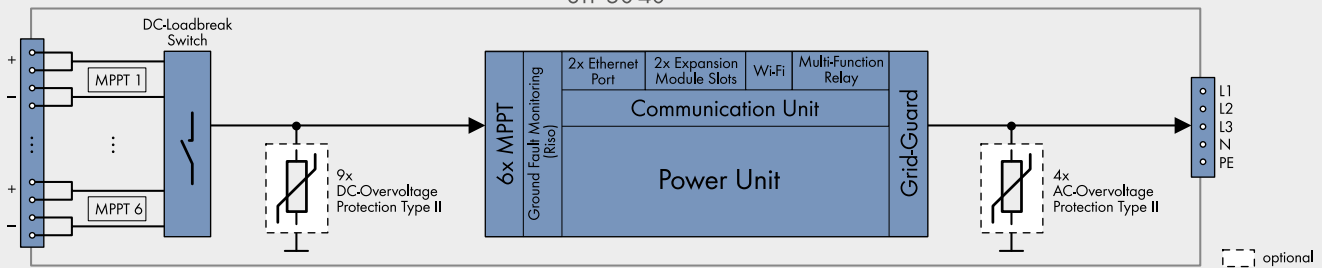 DC-Loadbreak
Switch
+
MPPT 1
−
+
MPPT 6
−
9x
DC-Overvoltage
Protection Type II
6x MPPT
Ground Fault Monitoring
(Riso)
2x Ethernet
Port
2x Expansion
Module Slots
Wi-Fi
Multi-Function
Relay
Communication Unit
Power Unit
Grid-Guard
4x
AC-Overvoltage
Protection Type II
L1
L2
L3
N
PE
optional